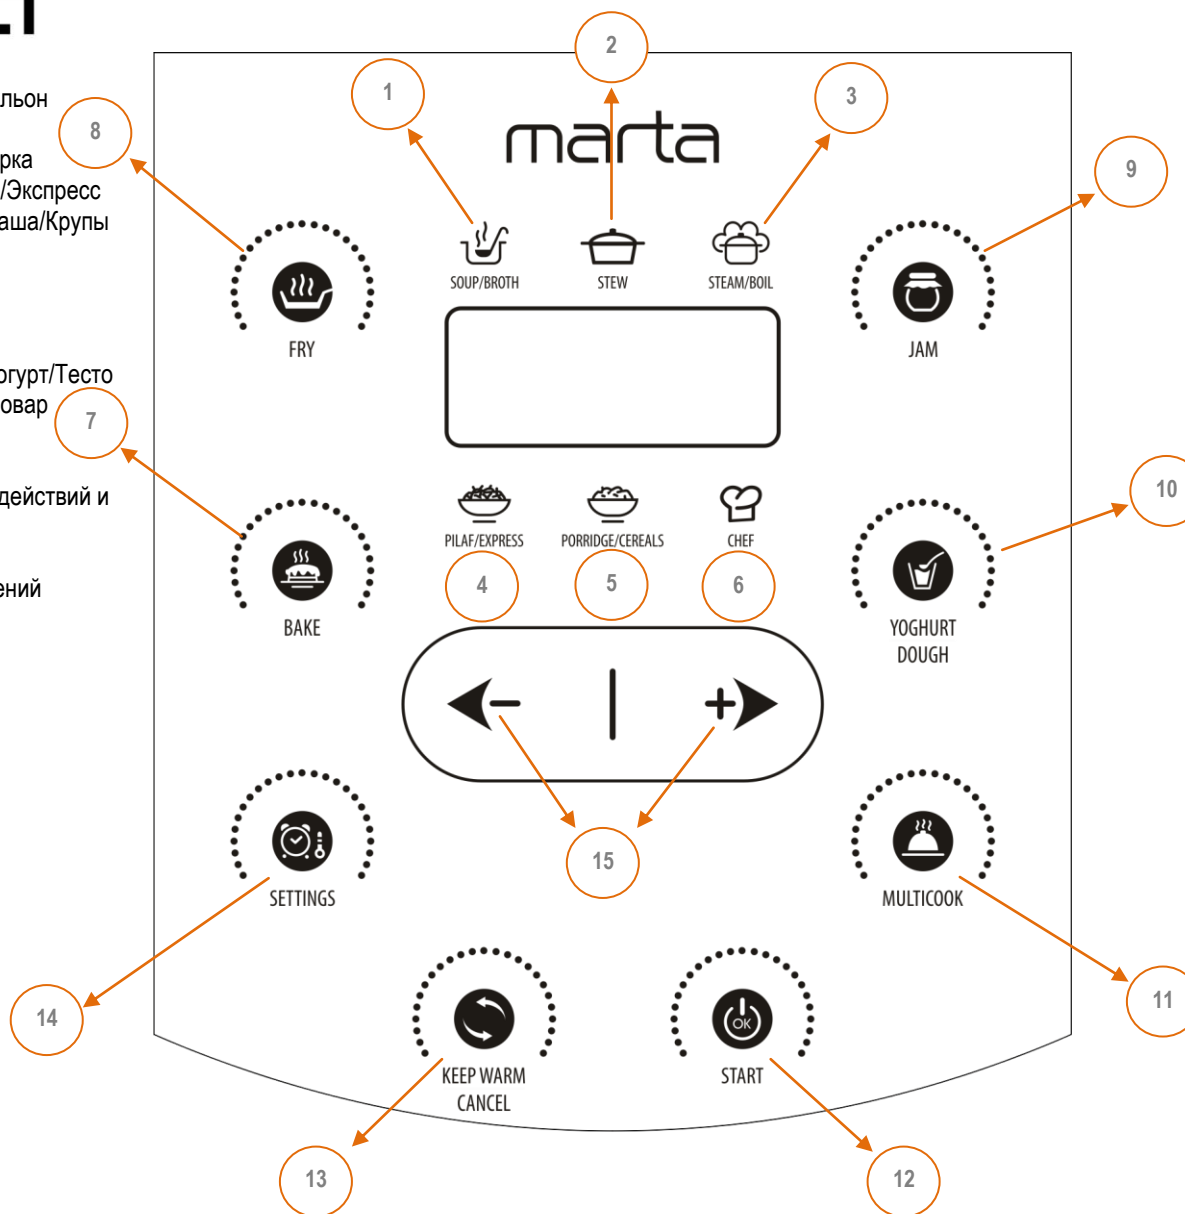 льон
рка
/Экспресс
аша/Крупы
огурт/Тесто
овар
действий и
ений
2
1
3
marta
8
9
SOUP/BROTH
STEW
STEAM/BOIL
FRY
JAM
7
10
PILAF/EXPRESS
PORRIDGE/CEREALS
CHEF
4
5
6
BAKE
YOGHURT
DOUGH
- +
15
SETTINGS
MULTICOOK
14
11
OK
KEEP WARM
CANCEL
START
13
12